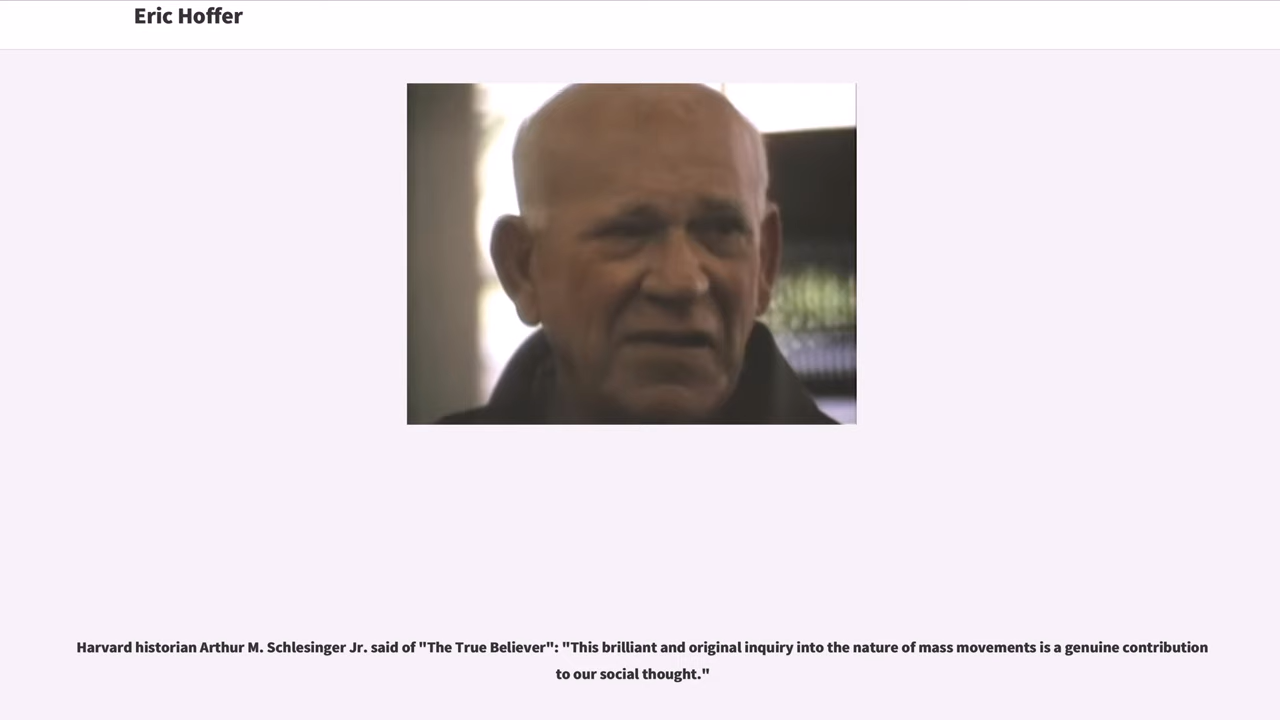 Eric Hoffer
Harvard historian Arthur M. Schlesinger Jr. said of "The True Believer": "This brilliant and original inquiry into the nature of mass movements is a genuine contribution
to our social thought."